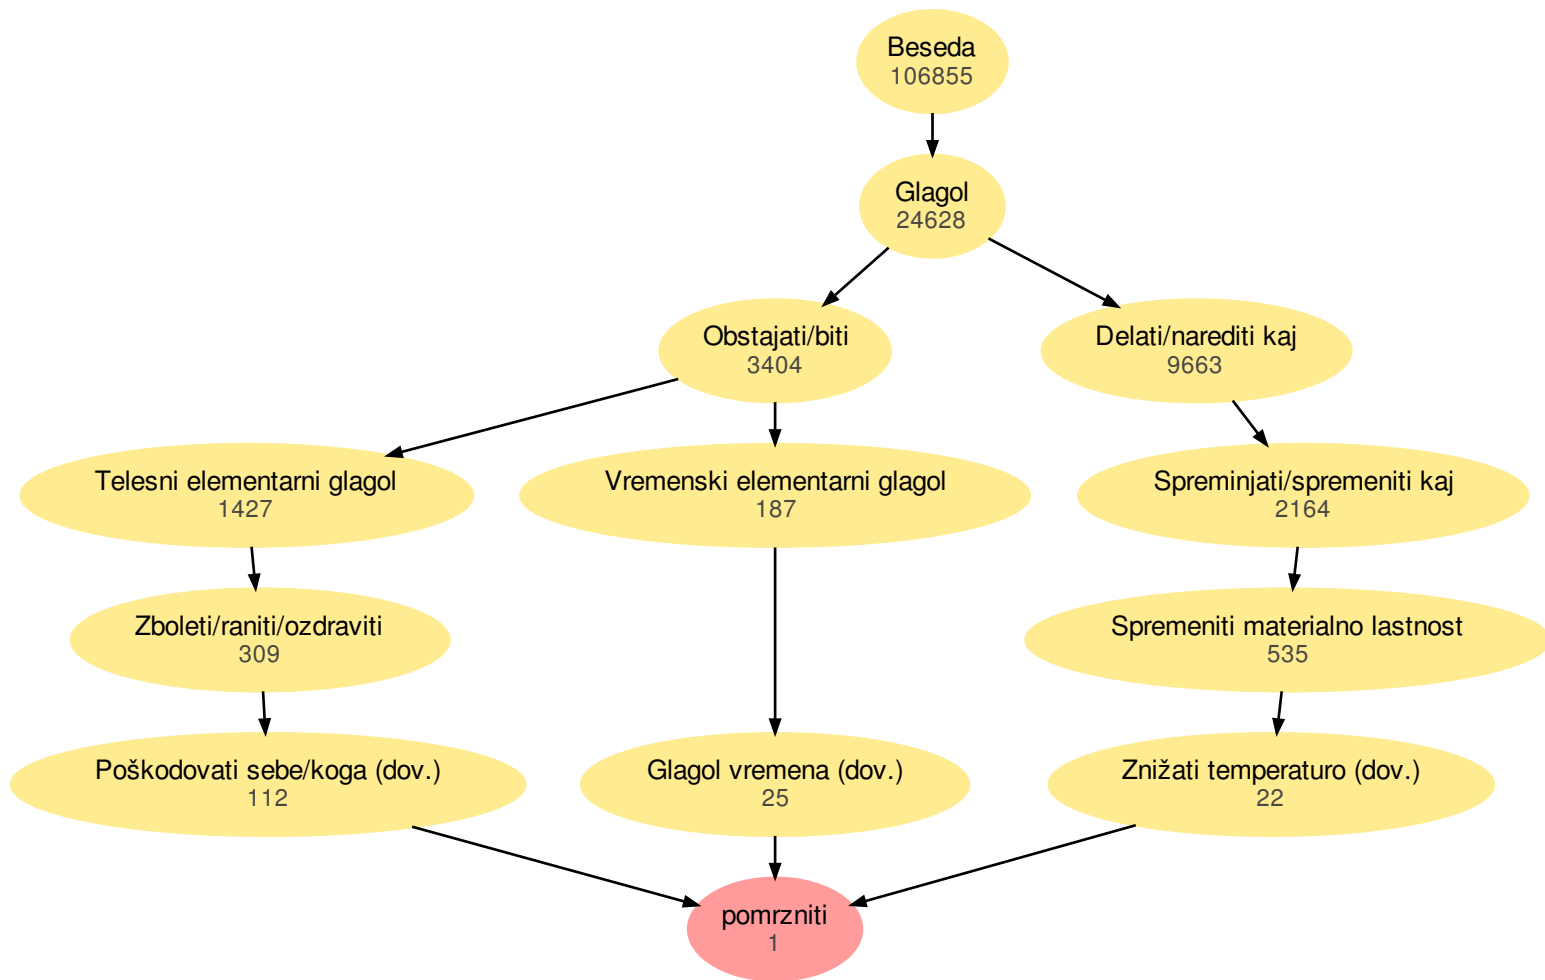 Beseda
106855
Glagol
24628
Obstajati/biti
3404
Delati/narediti kaj
9663
Telesni elementarni glagol
1427
Vremenski elementarni glagol
187
Spreminjati/spremeniti kaj
2164
Zboleti/raniti/ozdraviti
309
Spremeniti materialno lastnost
535
Poškodovati sebe/koga (dov.)
112
Glagol vremena (dov.)
25
Znižati temperaturo (dov.)
22
pomrzniti
1